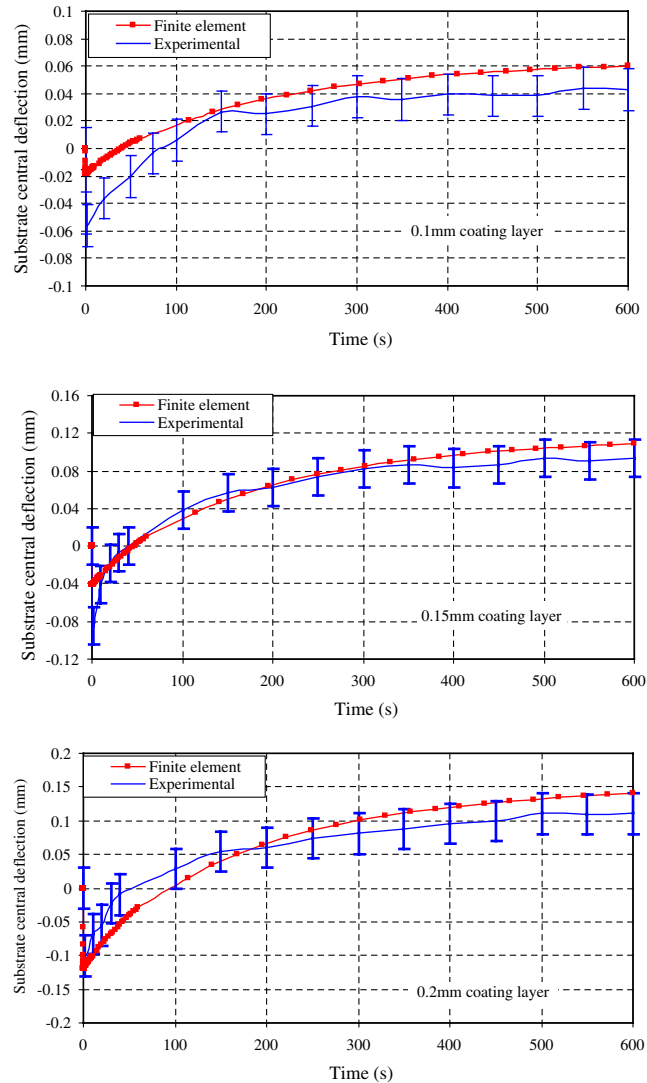 0.1
Finite element
Experimental
0.08
0.06
0.04
0.02
0
-0.02
-0.04
-0.06
-0.08
-0.1
Substrate central deflection (mm)
0.1mm coating layer
0 100 200 300 400 500 600
Time (s)
0.16
Finite element
Experimental
0.12
0.08
0.04
0
-0.04
-0.08
-0.12
Substrate central deflection (mm)
0.15mm coating layer
0 100 200 300 400 500 600
Time (s)
0.2
Finite element
Experimental
0.15
0.1
0.05
0
-0.05
-0.1
-0.15
-0.2
Substrate central deflection (mm)
0.2mm coating layer
0 100 200 300 400 500 600
Time (s)